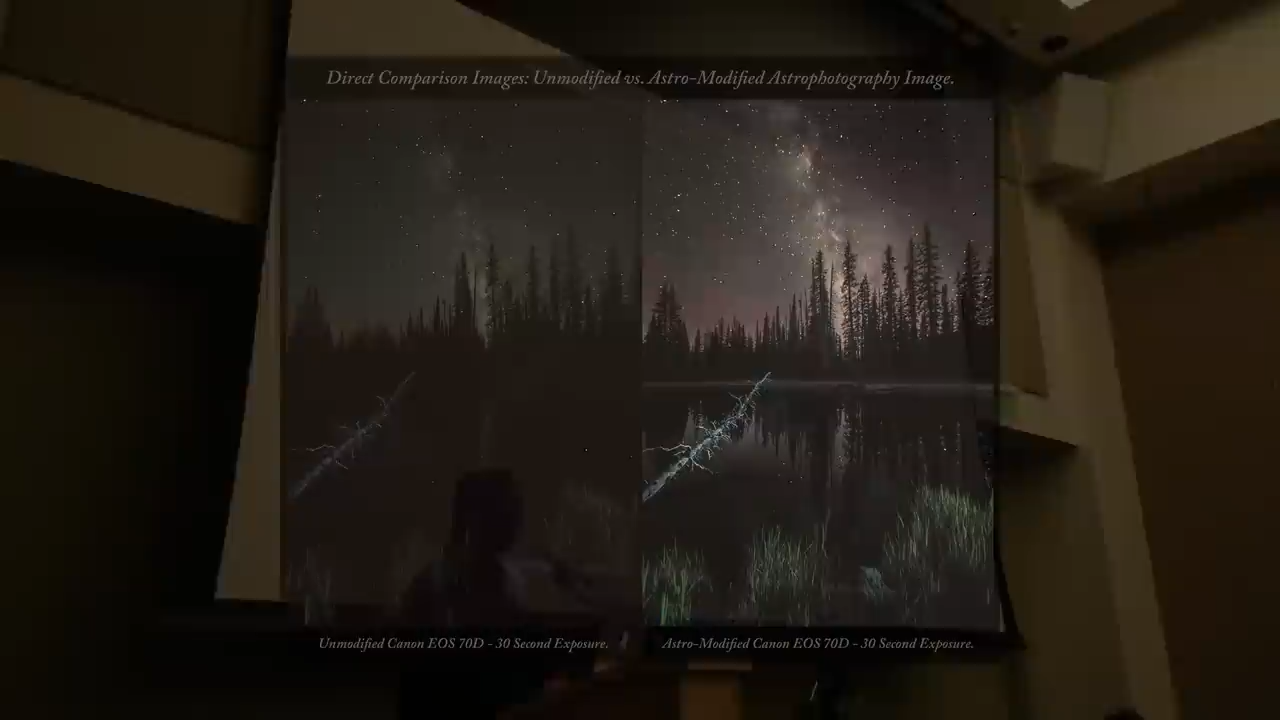 Direct Comparison Images: Unmodified vs. Astro-Modified Astrophotography Image.
Unmodified Canon EOS 70D - 30 Second Exposure.
Astro-Modified Canon EOS 70D - 30 Second Exposure.